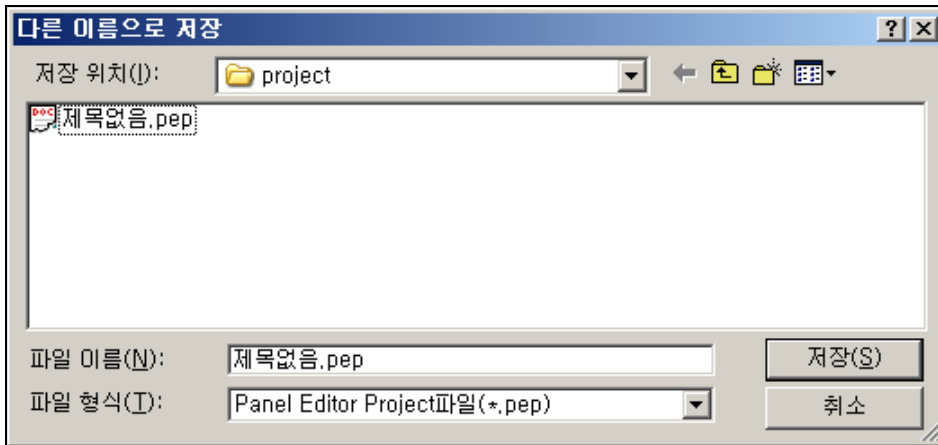 다른 이름으로 저장
저장 위치(I):
project
DOC
제목없음.pep
파일 이름(N):
제목없음.pep
저장(S)
파일 형식(T):
Panel Editor Project파일(*.pep)
취소